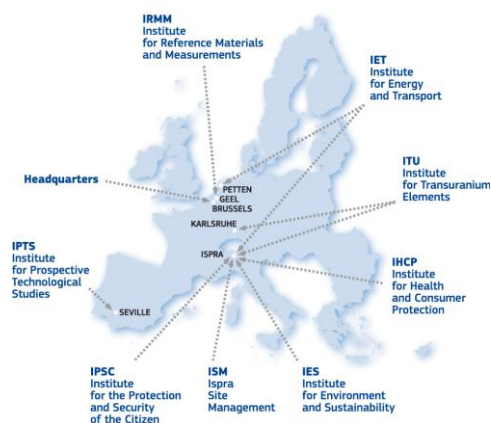 IRMM
Institute
for Reference Materials
and Measurements
IET
Institute
for Energy
and Transport
ITU
Institute
for Transuranium
Elements
Headquarters
PETTEN
GEEL
BRUSSELS
KARLSRUHE
ISPRA
IPTS
Institute
for Prospective
Technological
Studies
SEVILLE
IHCP
Institute
for Health
and Consumer
Protection
IPSC
Institute
for the Protection
and Security
of the Citizen
ISM
Ispra
Site
Management
IES
Institute
for Environment
and Sustainability